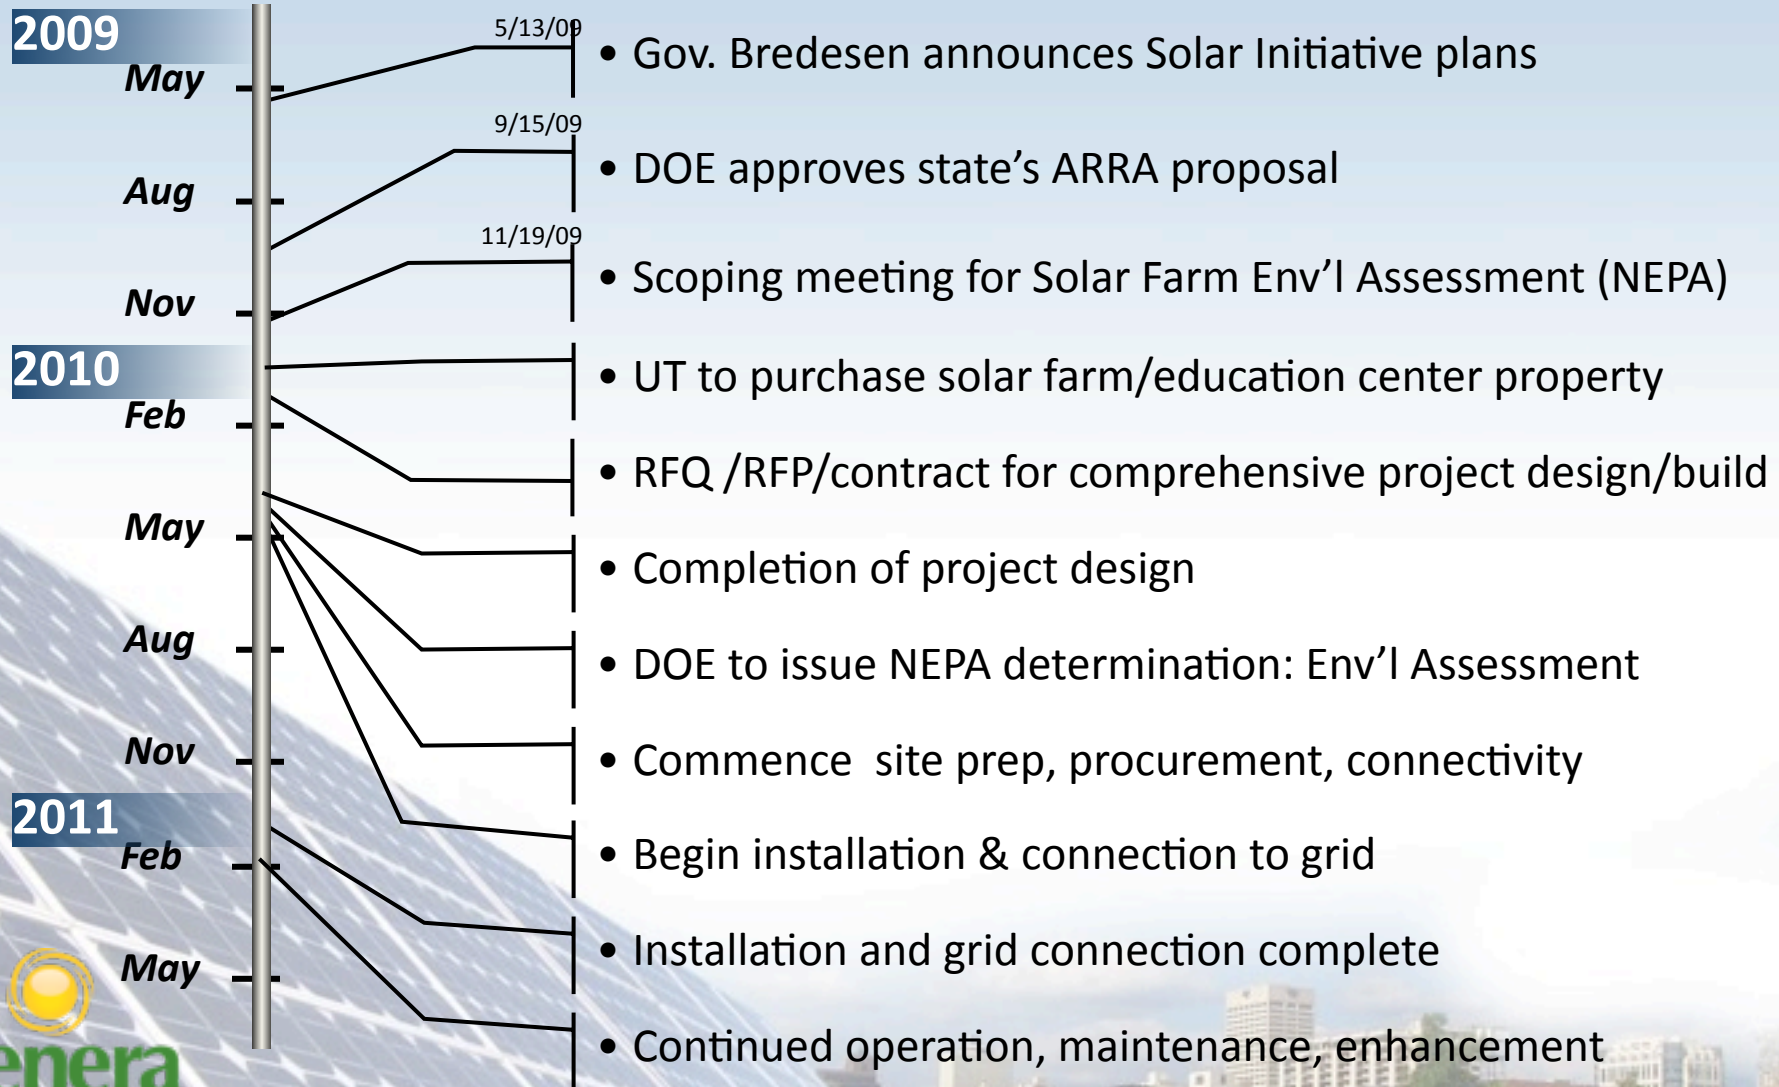 2009
May
5/13/09
• Gov. Bredesen announces Solar Initiative plans
9/15/09
• DOE approves state’s ARRA proposal
Aug
11/19/09
• Scoping meeting for Solar Farm Env’l Assessment (NEPA)
Nov
2010
• UT to purchase solar farm/education center property
Feb
• RFQ /RFP/contract for comprehensive project design/build
May
• Completion of project design
Aug
• DOE to issue NEPA determination: Env’l Assessment
Nov
• Commence  site prep, procurement, connectivity
2011
Feb
• Begin installation & connection to grid
May
• Installation and grid connection complete
• Continued operation, maintenance, enhancement
enera